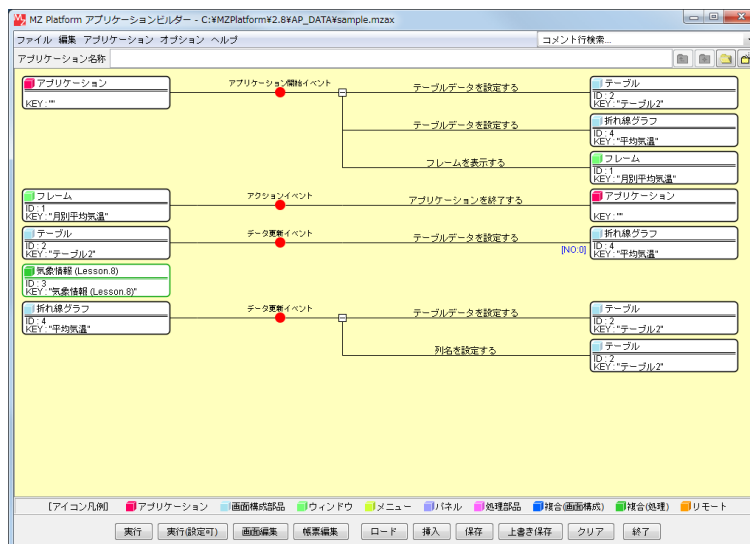 MZ Platform アプリケーションビルダー - C:¥MZPlatform¥2.8¥AP_DATA¥sample.mzax
ファイル 編集 アプリケーション オプション ヘルプ
コメント行検索...
アプリケーション名称
アプリケーション
KEY:""
アプリケーション開始イベント
テーブルデータを設定する
テーブル
ID:2
KEY:"テーブル2"
テーブルデータを設定する
折れ線グラフ
ID:4
KEY:"平均気温"
フレームを表示する
フレーム
ID:1
KEY:"月別平均気温"
フレーム
ID:1
KEY:"月別平均気温"
アクションイベント
アプリケーションを終了する
アプリケーション
KEY:""
テーブル
ID:2
KEY:"テーブル2"
データ更新イベント
テーブルデータを設定する
[NO:0]
折れ線グラフ
ID:4
KEY:"平均気温"
気象情報(Lesson.8)
ID:3
KEY:"気象情報(Lesson.8)"
折れ線グラフ
ID:4
KEY:"平均気温"
データ更新イベント
テーブルデータを設定する
テーブル
ID:2
KEY:"テーブル2"
列名を設定する
テーブル
ID:2
KEY:"テーブル2"
[アイコン凡例] アプリケーション 画面構成部品 ウィンドウ メニュー パネル 処理部品 複合(画面構成) 複合(処理) リモート
実行 実行(設定可) 画面編集 帳票編集 ロード 挿入 保存 上書き保存 クリア 終了